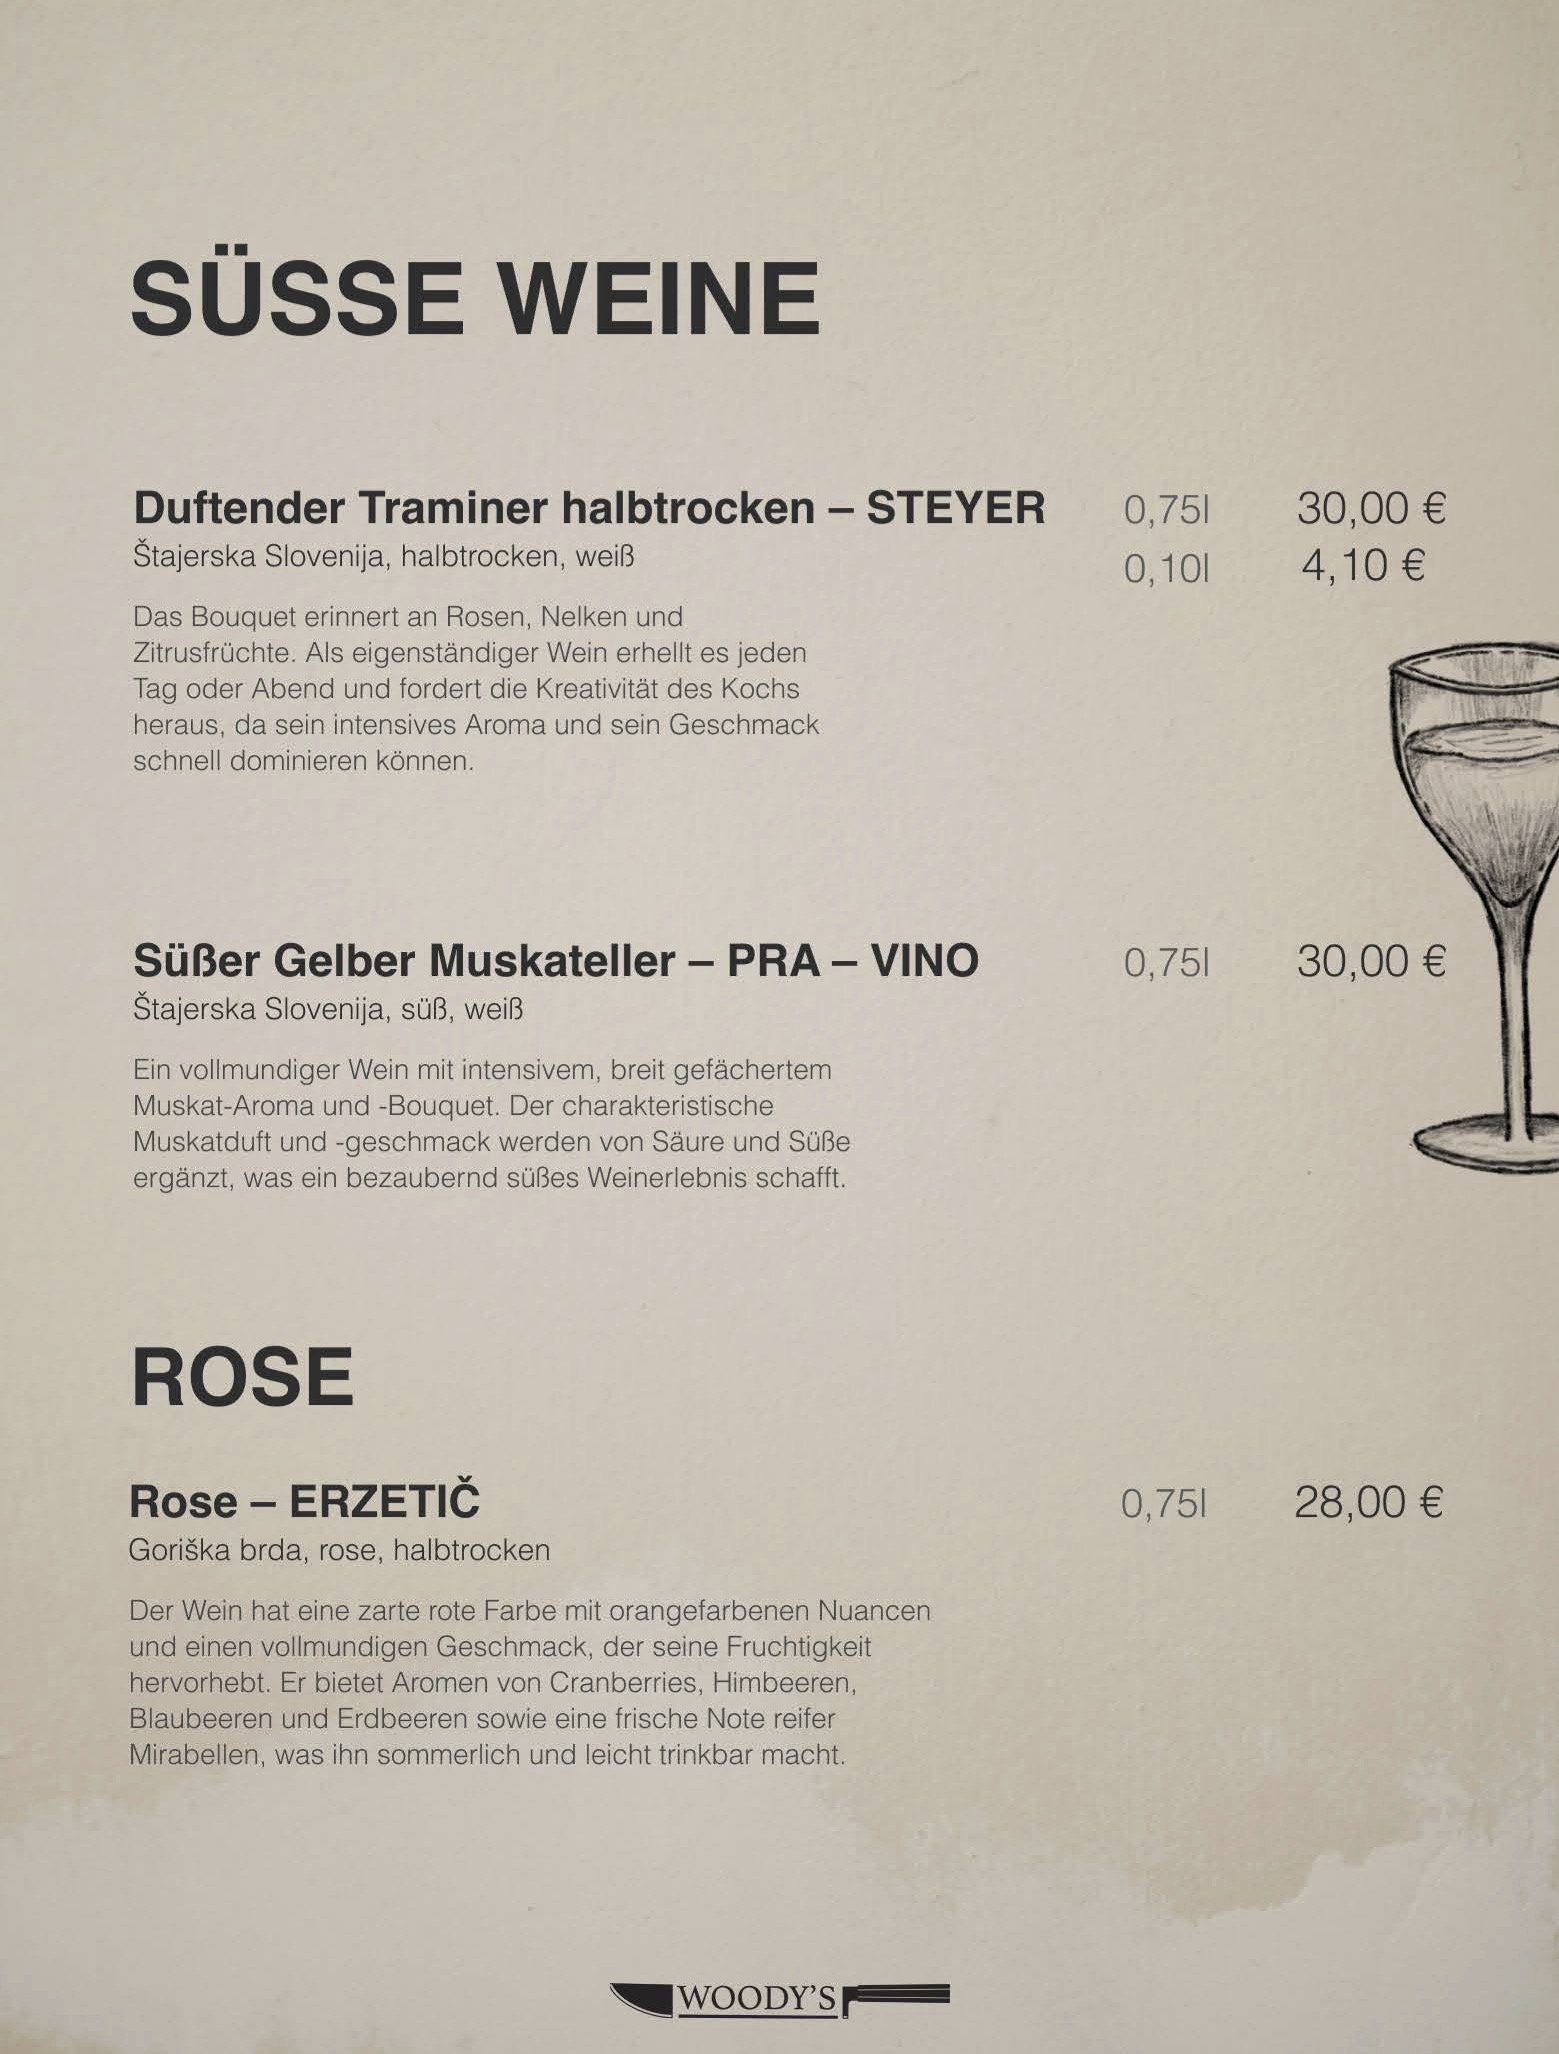 SÜSSE WEINE
Duftender Traminer halbtrocken – STEYER 0,75l 30,00 €
Štajerska Slovenija, halbtrocken, weiß 0,10l 4,10 €
Das Bouquet erinnert an Rosen, Nelken und
Zitrusfrüchte. Als eigenständiger Wein erhellt es jeden
Tag oder Abend und fordert die Kreativität des Kochs
heraus, da sein intensives Aroma und sein Geschmack
schnell dominieren können.
Süßer Gelber Muskateller – PRA – VINO 0,75l 30,00 €
Štajerska Slovenija, süß, weiß
Ein vollmundiger Wein mit intensivem, breit gefächertem
Muskat-Aroma und -Bouquet. Der charakteristische
Muskatduft und -geschmack werden von Säure und Süße
ergänzt, was ein bezaubernd süßes Weinerlebnis schafft.
ROSE
Rose – ERZETIČ 0,75l 28,00 €
Goriška brda, rose, halbtrocken
Der Wein hat eine zarte rote Farbe mit orangefarbenen Nuancen
und einen vollmundigen Geschmack, der seine Fruchtigkeit
hervorhebt. Er bietet Aromen von Cranberries, Himbeeren,
Blaubeeren und Erdbeeren sowie eine frische Note reifer
Mirabellen, was ihn sommerlich und leicht trinkbar macht.
WOODY'S